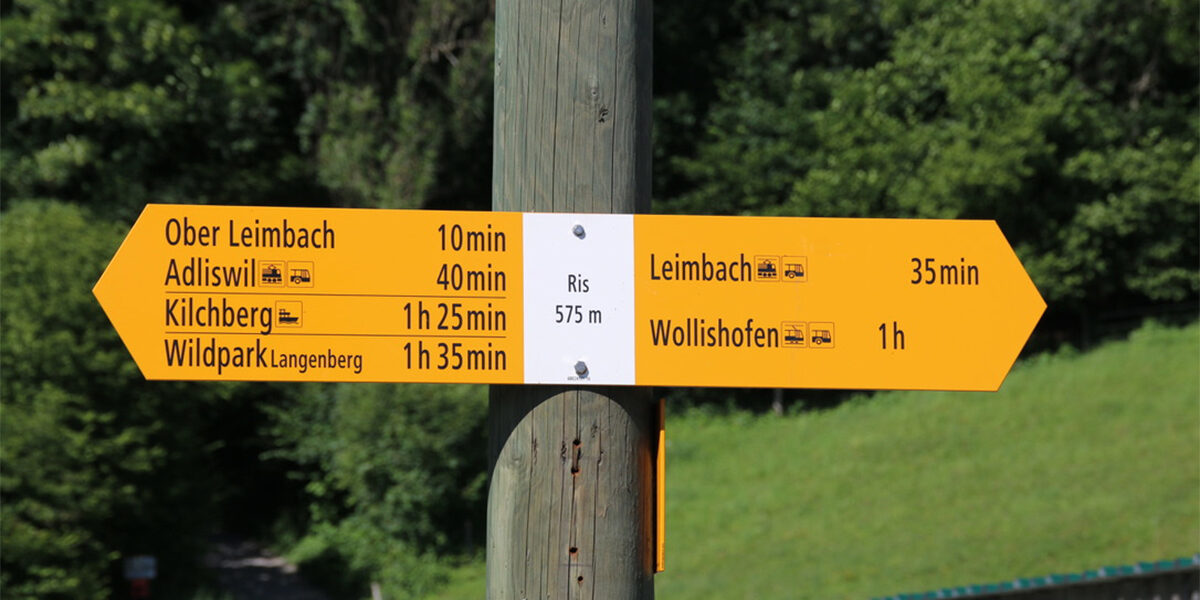 Ober Leimbach 10min
Adliswil 40min
Kilchberg 1h 25min
Wildpark Langenberg 1h 35min
Ris
575 m
Leimbach 35min
Wollishofen 1h